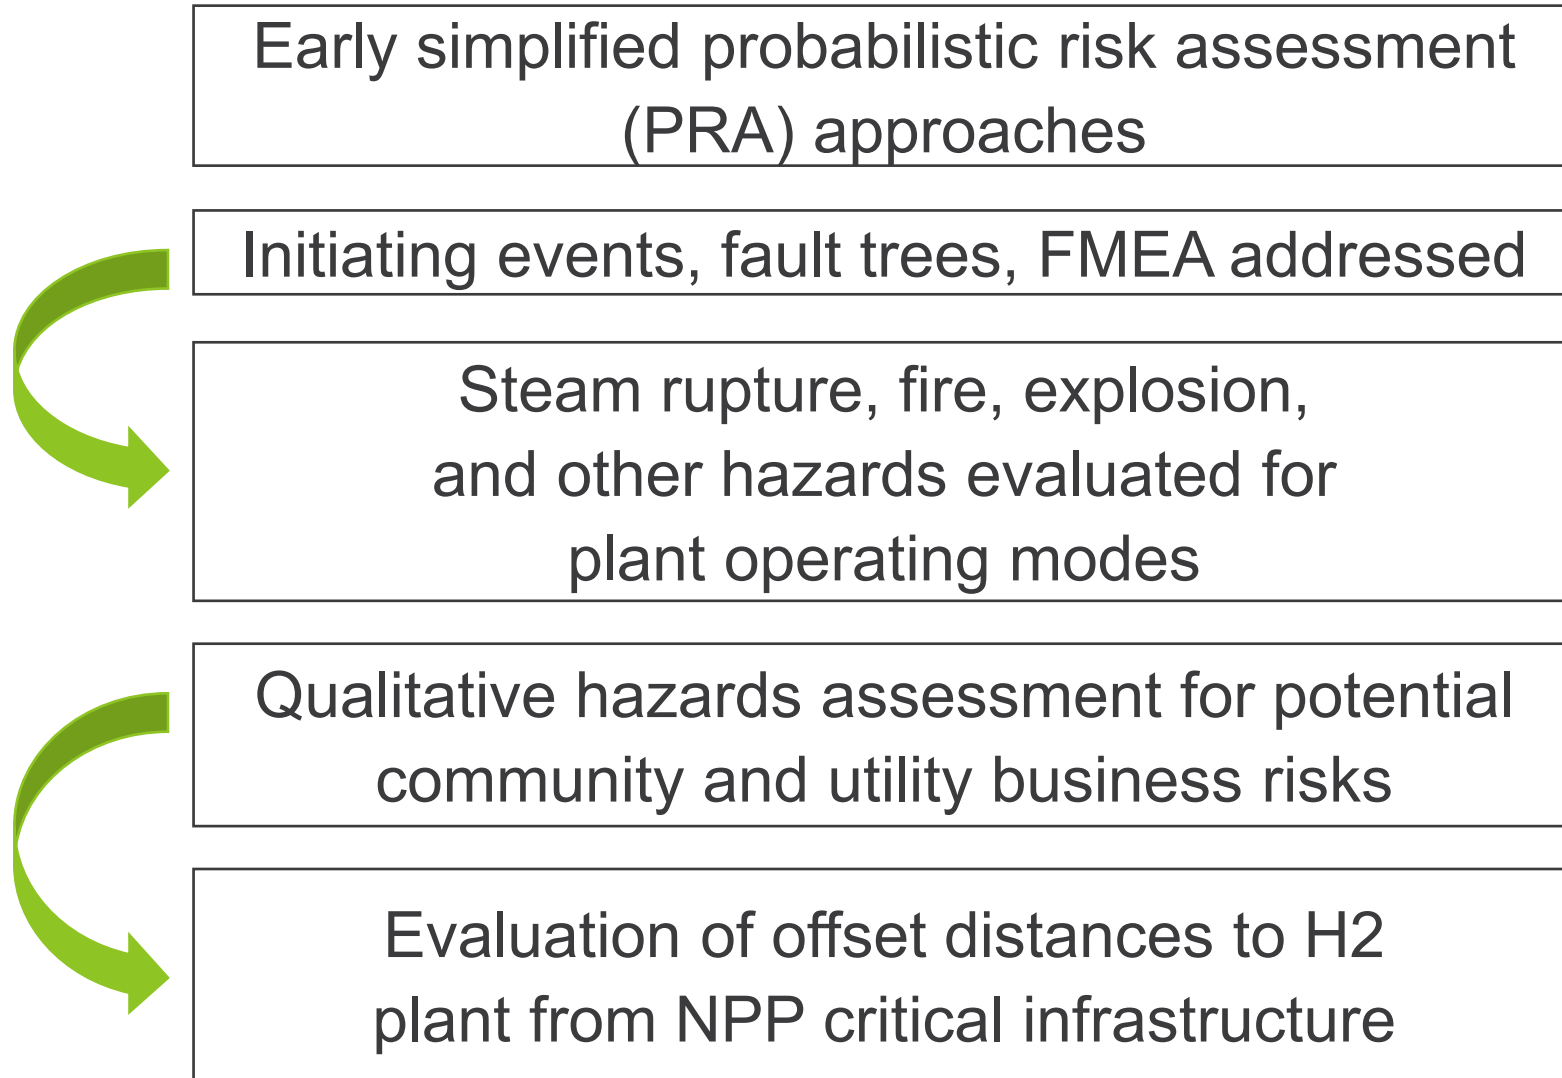 Early simplified probabilistic risk assessment
(PRA) approaches
Initiating events, fault trees, FMEA addressed
Steam rupture, fire, explosion,
and other hazards evaluated for
plant operating modes
Qualitative hazards assessment for potential
community and utility business risks
Evaluation of offset distances to H2
plant from NPP critical infrastructure